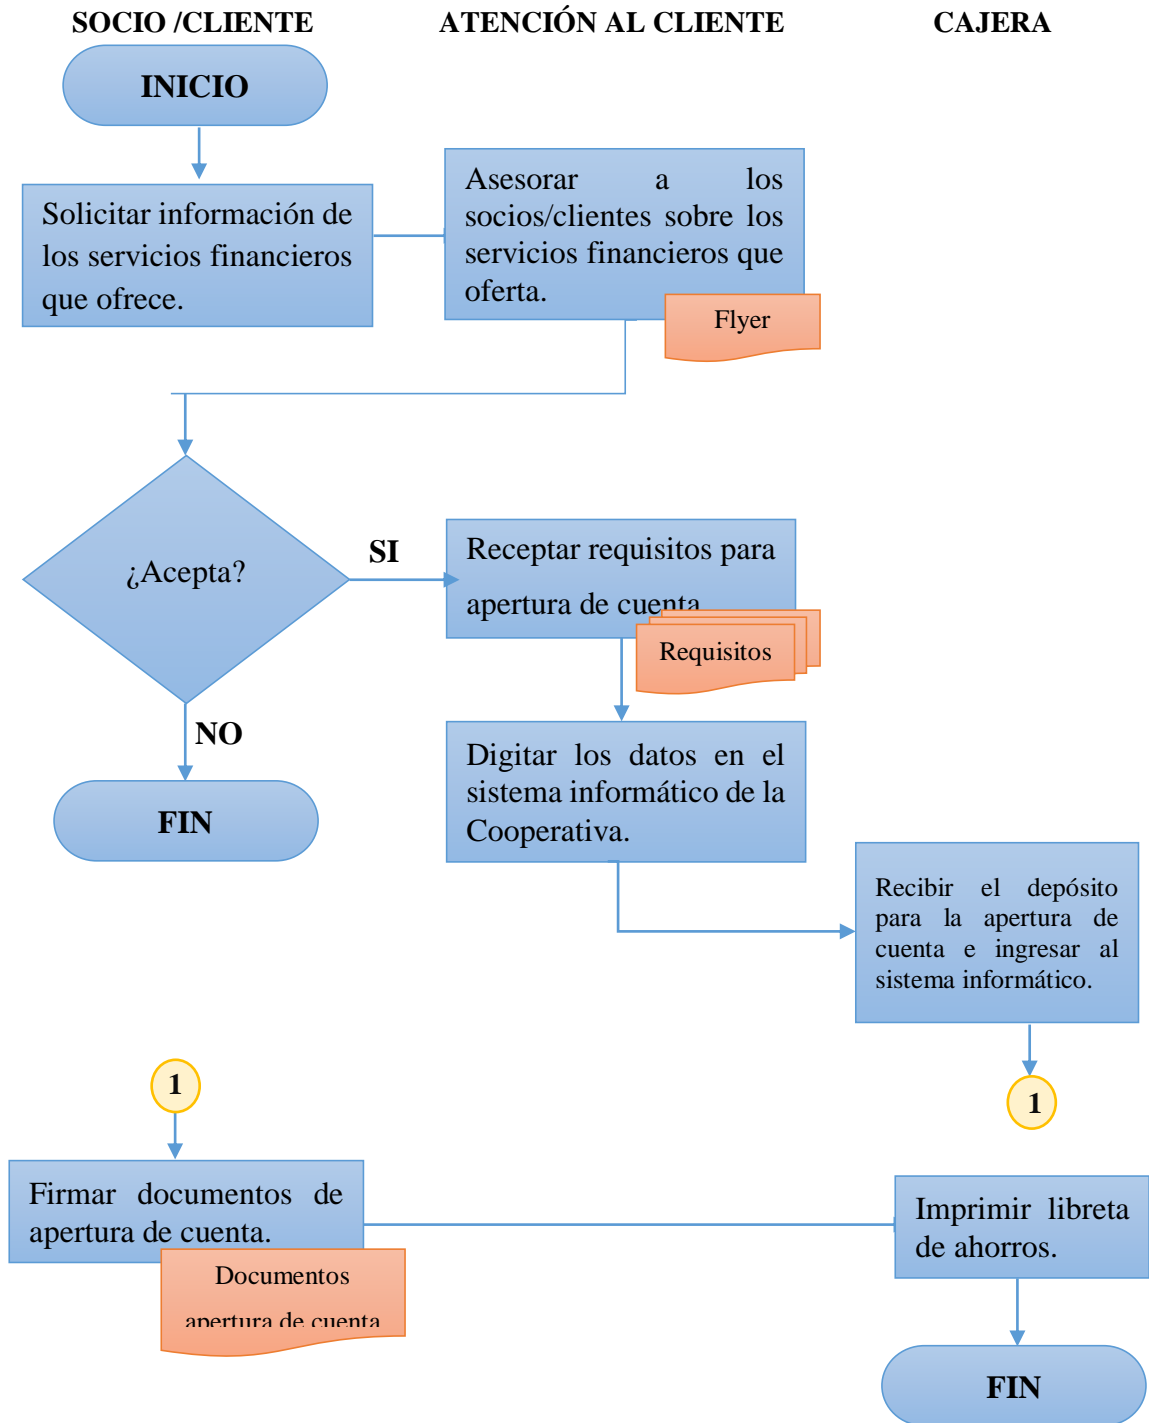 SOCIO /CLIENTE
ATENCIÓN AL CLIENTE
CAJERA
INICIO
Solicitar información de
los servicios financieros
que ofrece.
Asesorar a los
socios/clientes sobre los
servicios financieros que
oferta.
Flyer
¿Acepta?
SI
NO
FIN
Receptar requisitos para
apertura de cuenta
Requisitos
Digitar los datos en el
sistema informático de la
Cooperativa.
Recibir el depósito
para la apertura de
cuenta e ingresar al
sistema informático.
1
1
Firmar documentos de
apertura de cuenta.
Documentos
apertura de cuenta
Imprimir libreta
de ahorros.
FIN